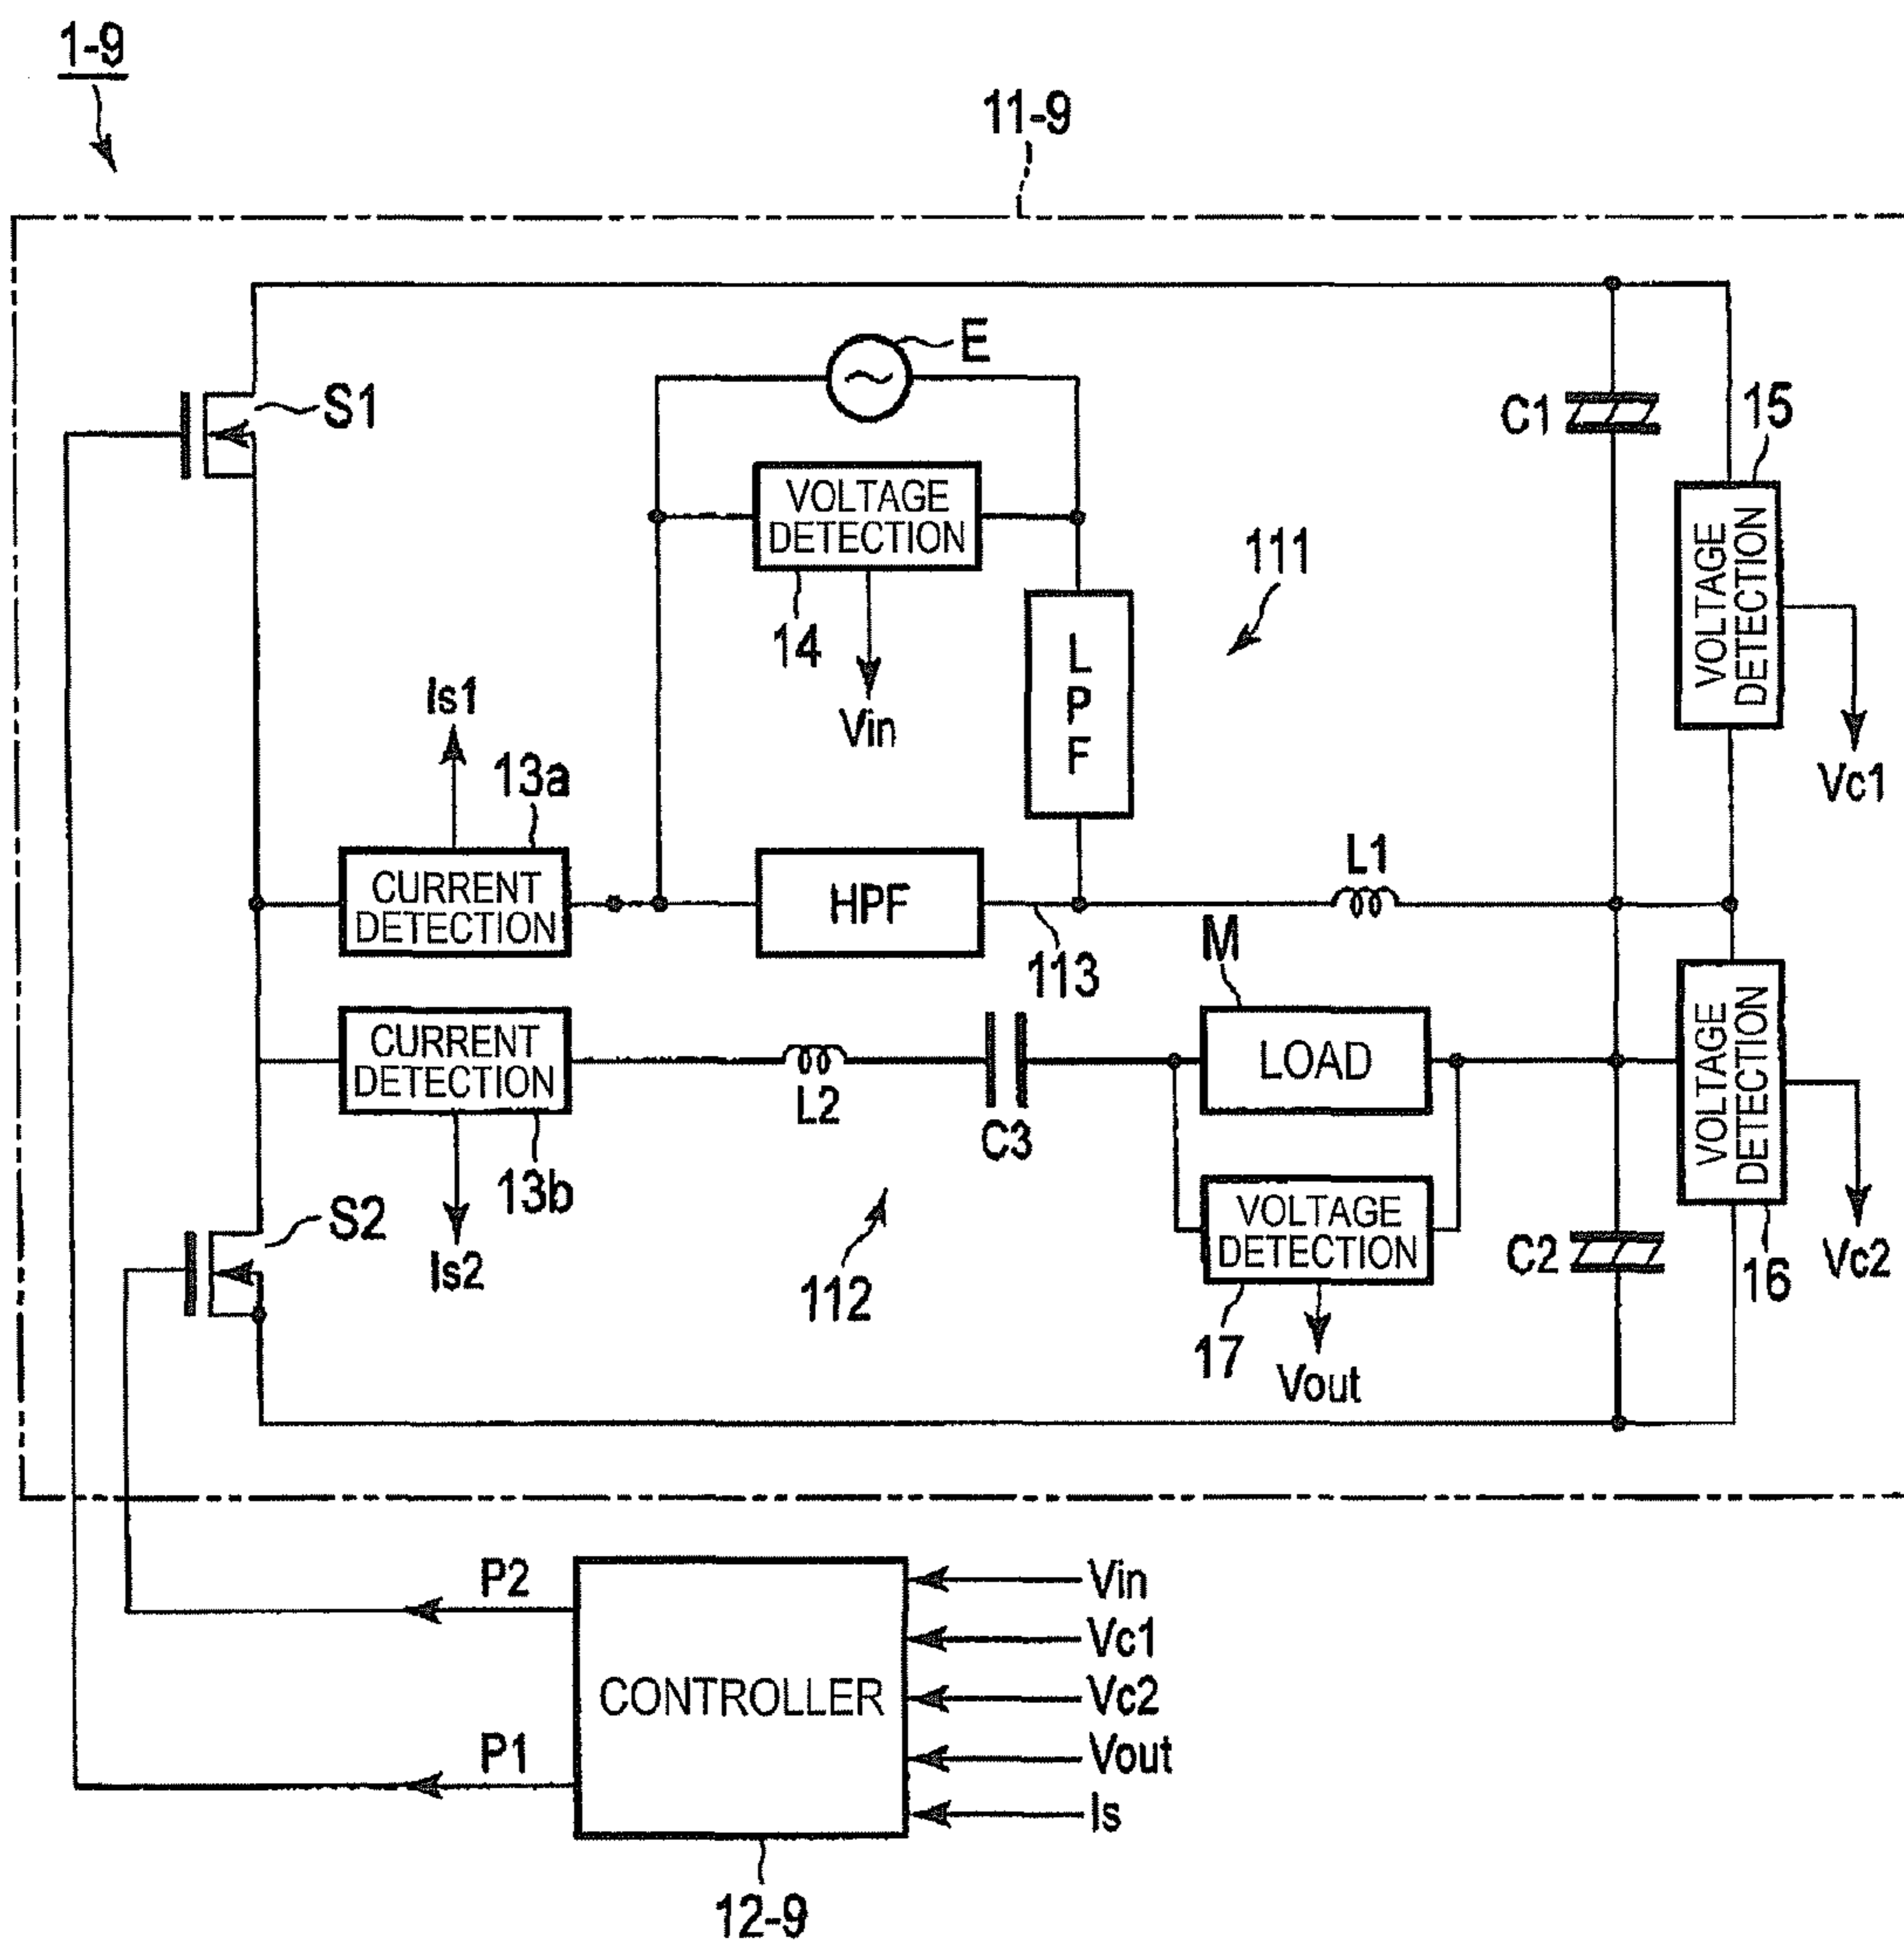 1-9
11-9
E
S1
C1
15
VOLTAGE
DETECTION
VOLTAGE
DETECTION
111
14
LPF
Is1
Vin
13a
Vc1
L1
CURRENT
DETECTION
HPF
M
113
CURRENT
DETECTION
LOAD
VOLTAGE
DETECTION
L2
C3
13b
S2
VOLTAGE
DETECTION
Is2
C2
112
16
Vc2
17
Vout
P2
Vin
Vc1
CONTROLLER
Vc2
P1
Vout
Is
12-9